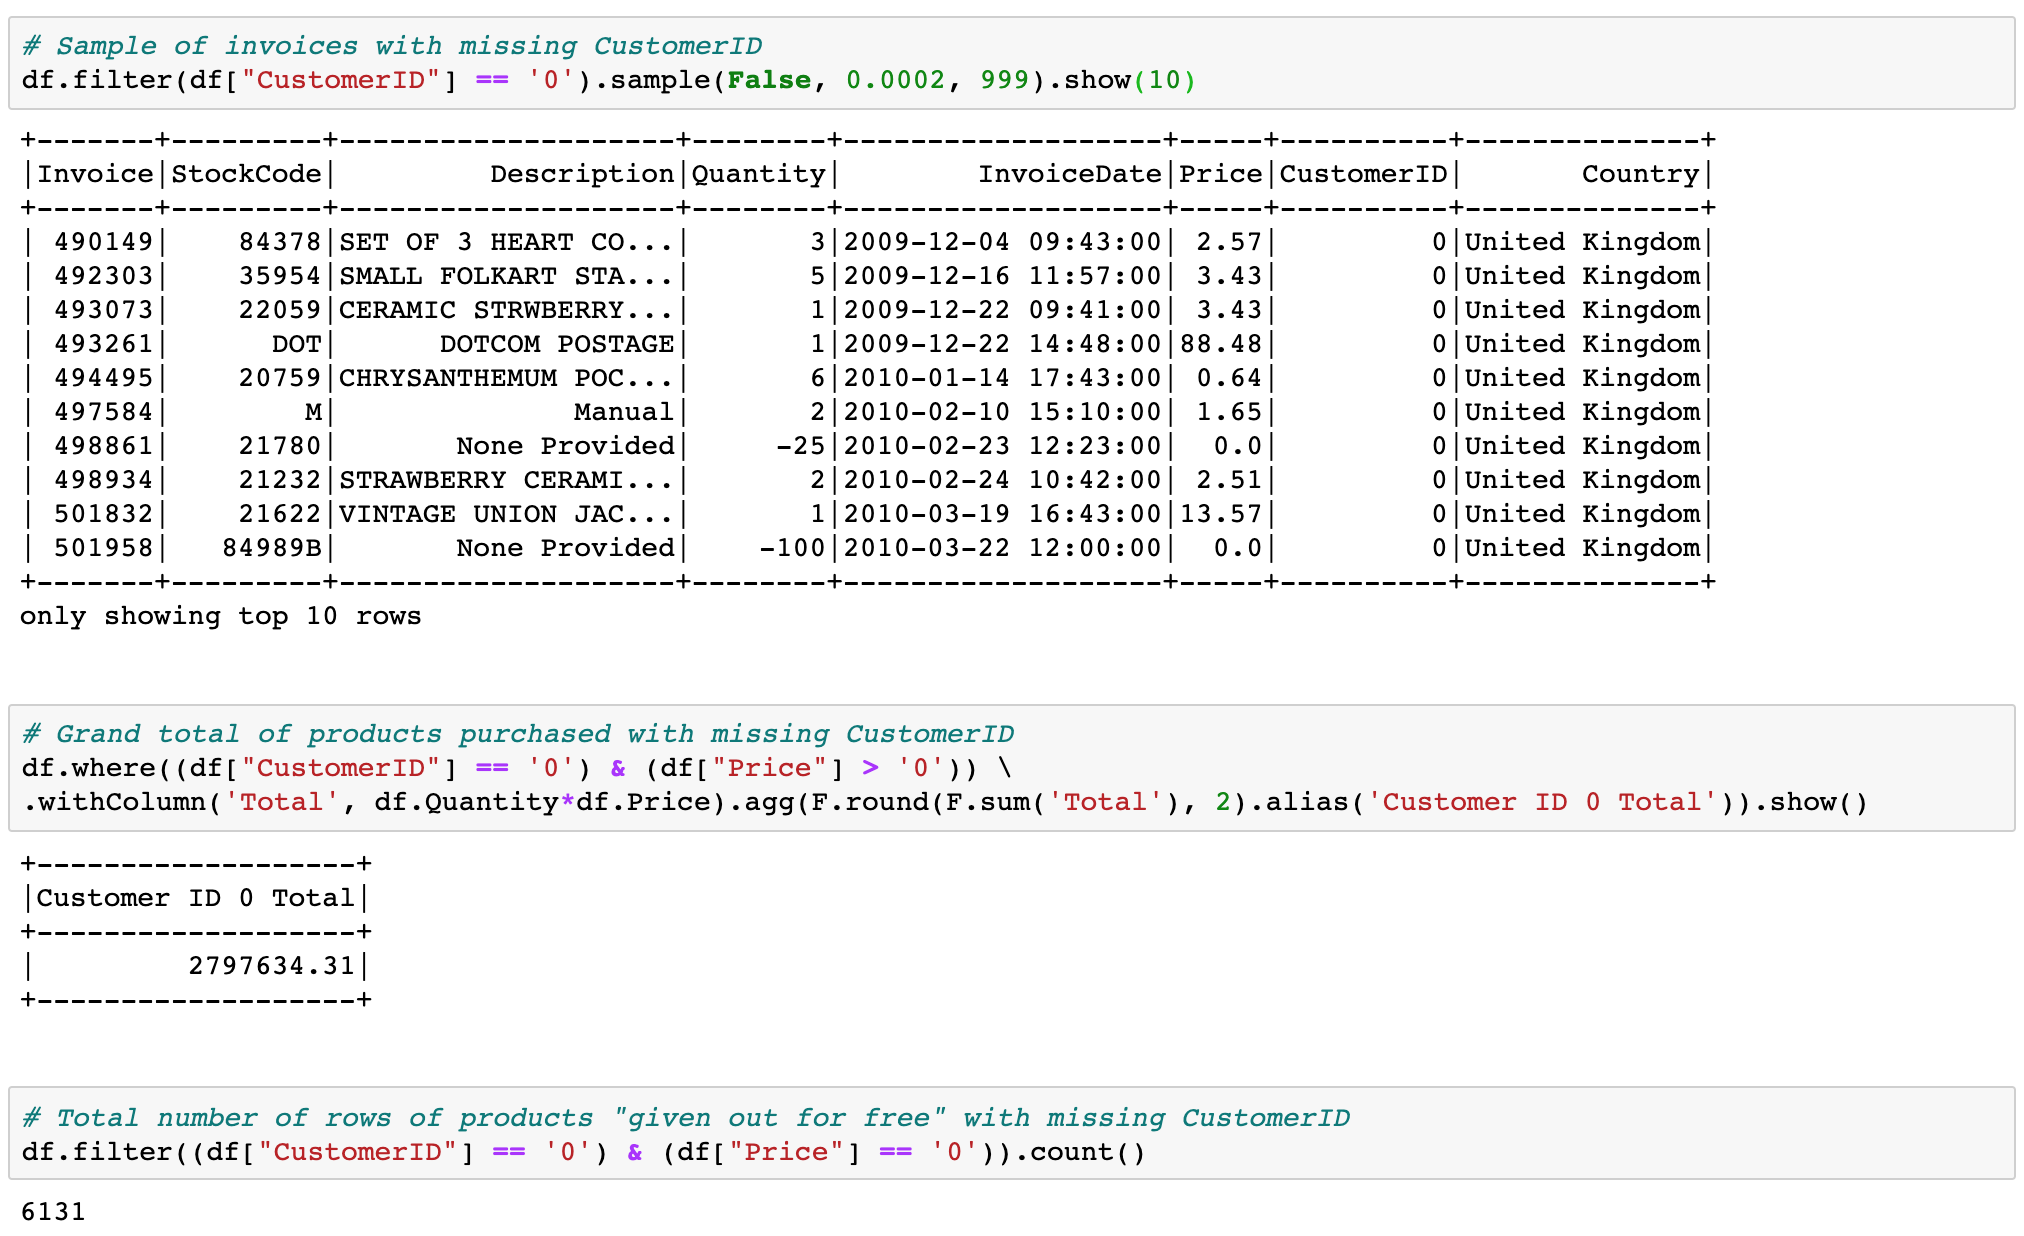 # Sample of invoices with missing CustomerID
df.filter(df["CustomerID"] == '0').sample(False, 0.0002, 999).show(10)
+-------+---------+--------------------+--------+-------------------+-----+----------+--------------+
|Invoice|StockCode|         Description|Quantity|        InvoiceDate|Price|CustomerID|       Country|
+-------+---------+--------------------+--------+-------------------+-----+----------+--------------+
| 490149|    84378|SET OF 3 HEART CO...|       3|2009-12-04 09:43:00| 2.57|         0|United Kingdom|
| 492303|    35954|SMALL FOLKART STA...|       5|2009-12-16 11:57:00| 3.43|         0|United Kingdom|
| 493073|    22059|CERAMIC STRWBERRY...|       1|2009-12-22 09:41:00| 3.43|         0|United Kingdom|
| 493261|      DOT|      DOTCOM POSTAGE|       1|2009-12-22 14:48:00|88.48|         0|United Kingdom|
| 494495|    20759|CHRYSANTHEMUM POC...|       6|2010-01-14 17:43:00| 0.64|         0|United Kingdom|
| 497584|        M|              Manual|       2|2010-02-10 15:10:00| 1.65|         0|United Kingdom|
| 498861|    21780|       None Provided|     -25|2010-02-23 12:23:00|  0.0|         0|United Kingdom|
| 498934|    21232|STRAWBERRY CERAMI...|       2|2010-02-24 10:42:00| 2.51|         0|United Kingdom|
| 501832|    21622|VINTAGE UNION JAC...|       1|2010-03-19 16:43:00|13.57|         0|United Kingdom|
| 501958|   84989B|       None Provided|    -100|2010-03-22 12:00:00|  0.0|         0|United Kingdom|
+-------+---------+--------------------+--------+-------------------+-----+----------+--------------+
only showing top 10 rows
# Grand total of products purchased with missing CustomerID
df.where((df["CustomerID"] == '0') & (df["Price"] > '0')) \
.withColumn('Total', df.Quantity*df.Price).agg(F.round(F.sum('Total'), 2).alias('Customer ID 0 Total')).show()
+-------------------+
|Customer ID 0 Total|
+-------------------+
|         2797634.31|
+-------------------+
# Total number of rows of products "given out for free" with missing CustomerID
df.filter((df["CustomerID"] == '0') & (df["Price"] == '0')).count()
6131